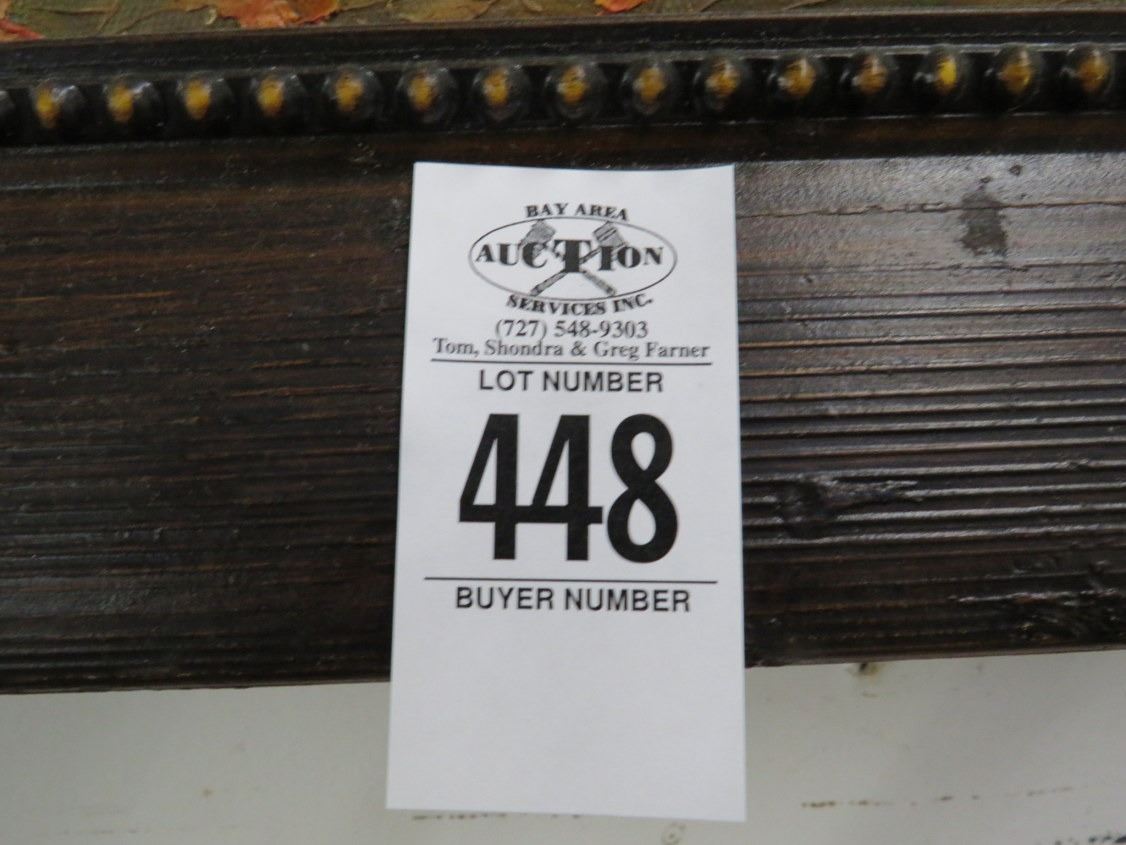 BAY AREA
AUCTION
SERVICES INC.
(727) 548-9303
Tom, Shondra & Greg Farner
LOT NUMBER
448
BUYER NUMBER